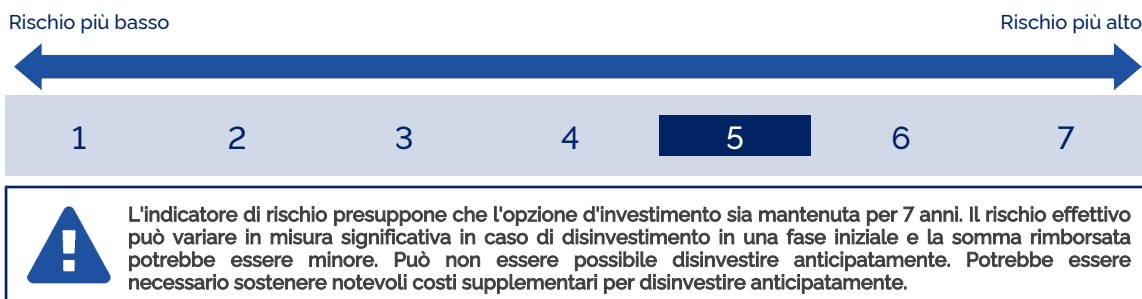 Rischio più basso Rischio più alto
1 2 3 4 5 6 7
L'indicatore di rischio presuppone che l'opzione d'investimento sia mantenuta per 7 anni. Il rischio effettivo
può variare in misura significativa in caso di disinvestimento in una fase iniziale e la somma rimborsata
potrebbe essere minore. Può non essere possibile disinvestire anticipatamente. Potrebbe essere
necessario sostenere notevoli costi supplementari per disinvestire anticipatamente.